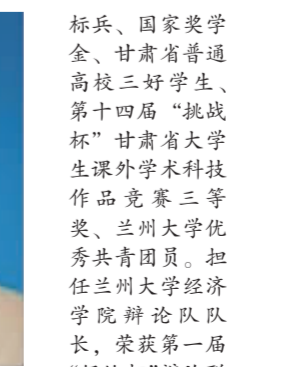 标兵、国家奖学
金、甘肃省普通
高校三好学生、
第十四届“挑战
杯”甘肃省大学
生课外学术科技
作品竞赛三等
奖、兰州大学优
秀共青团员。担
任兰州大学经济
学院辩论队队
长，荣获第一届